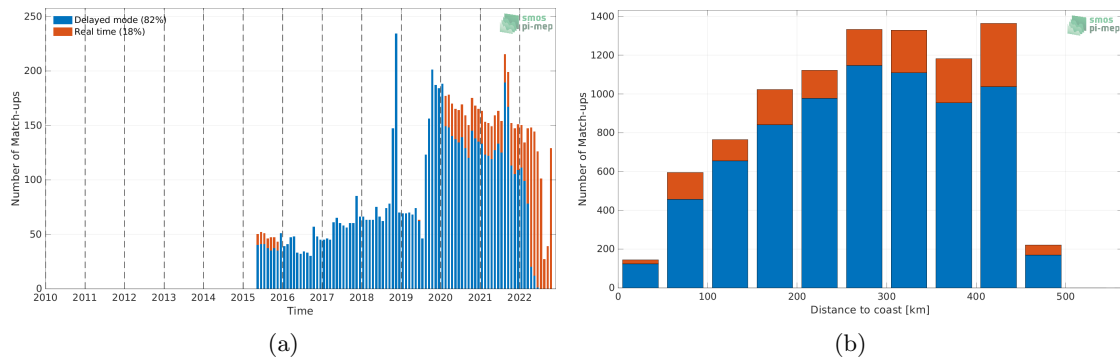 Delayed mode (82%)
Real time (18%)
smos
pi-mep
250
200
150
100
50
0
Number of Match-ups
2010 2011 2012 2013 2014 2015 2016 2017 2018 2019 2020 2021 2022
Time
(a)
smos
pi-mep
1400
1200
1000
800
600
400
200
0
Number of Match-ups
0 100 200 300 400 500
Distance to coast [km]
(b)